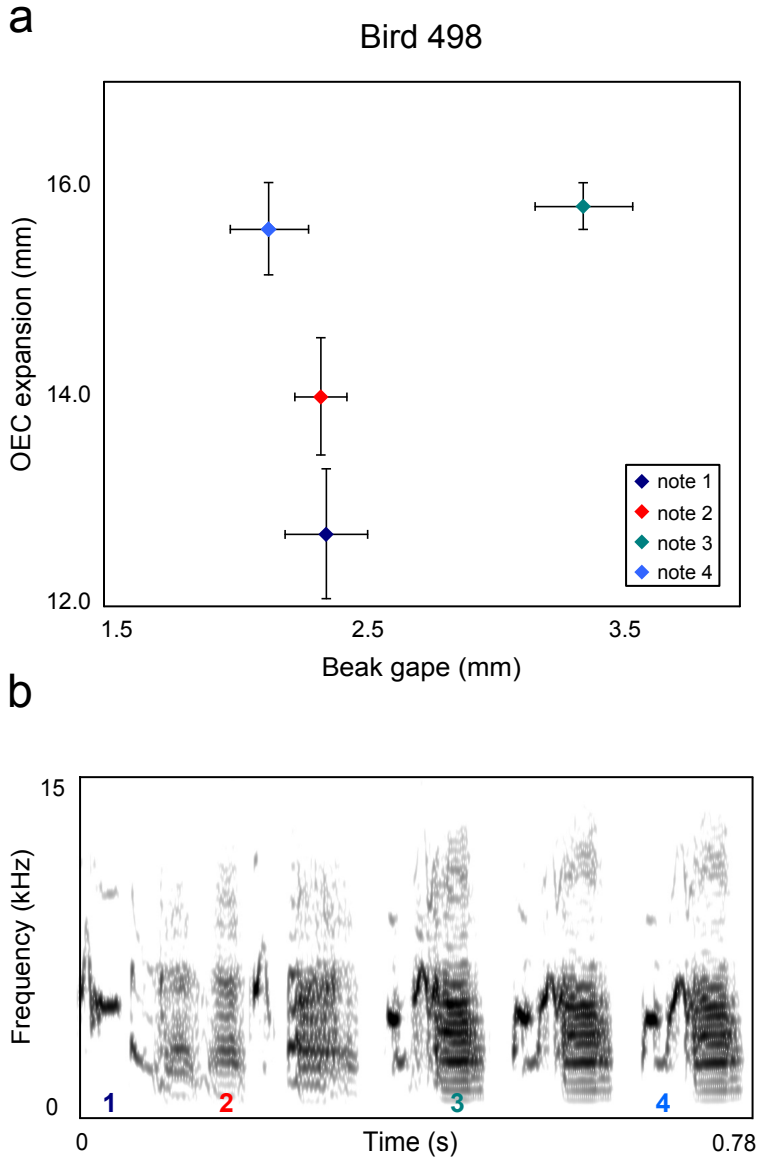 a
Bird 498
OEC expansion (mm)
16.0
14.0
12.0
note 1
note 2
note 3
note 4
1.5 2.5 3.5
Beak gape (mm)
b
Frequency (kHz)
15
0
1 2 3 4
0 Time (s) 0.78